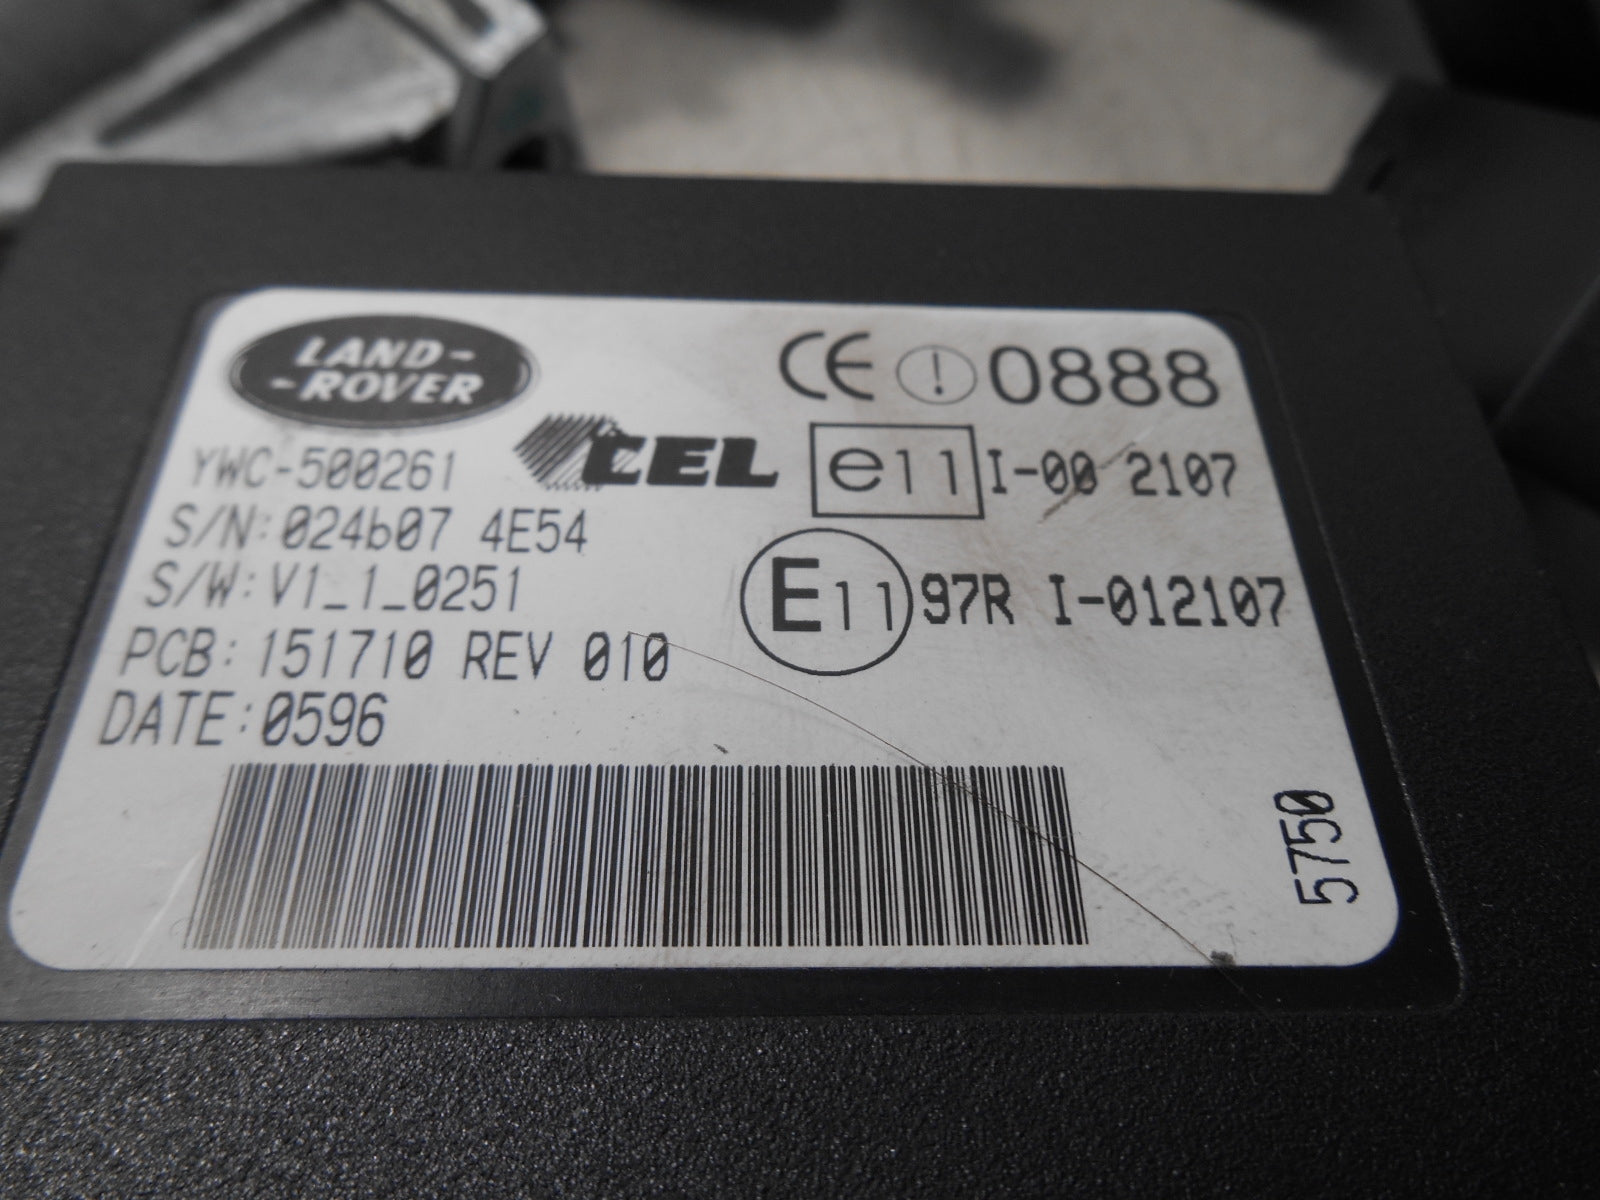 LAND-
-ROVER
CEL
YWC-500261
S/N:024b07 4E54
S/W:V1_1_0251
PCB:151710 REV 010
DATE:0596
CE ! 0888
e11 I-00 2107
E11 97R I-012107
5750